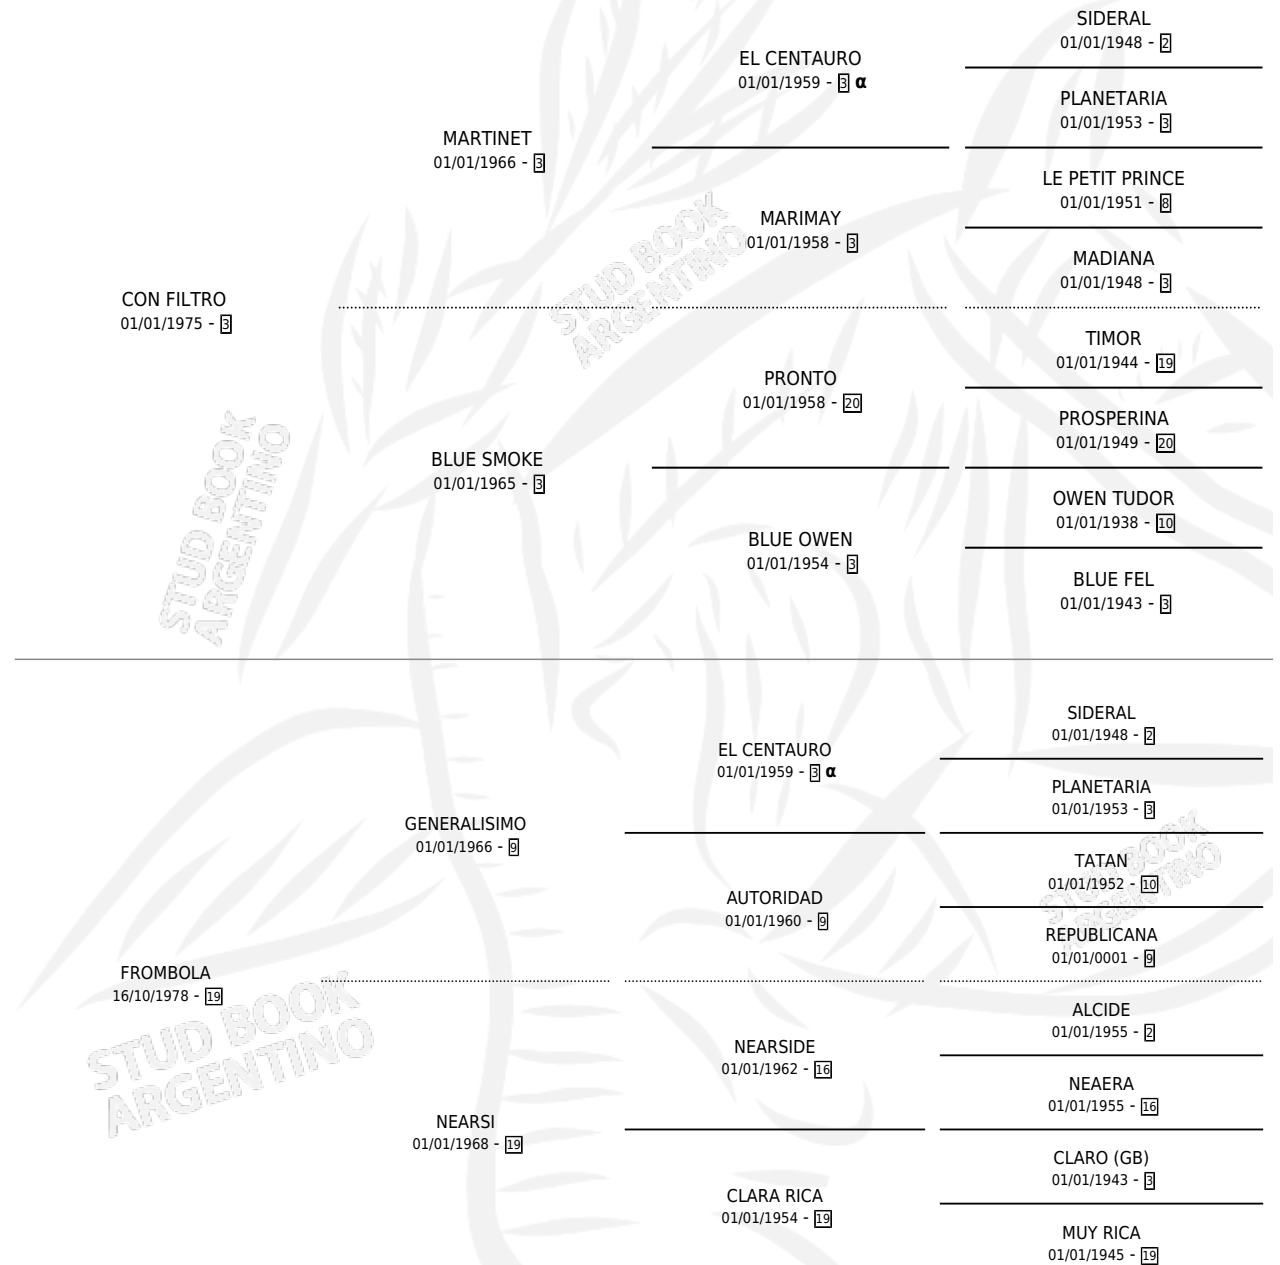 SIDERAL
01/01/1948 - 2
EL CENTAURO
01/01/1959 - 3 α
PLANETARIA
01/01/1953 - 3
MARTINET
01/01/1966 - 3
LE PETIT PRINCE
01/01/1951 - 8
MARIMAY
01/01/1958 - 3
MADIANA
01/01/1948 - 3
CON FILTRO
01/01/1975 - 3
TIMOR
01/01/1944 - 19
PRONTO
01/01/1958 - 20
PROSPERINA
01/01/1949 - 20
BLUE SMOKE
01/01/1965 - 3
OWEN TUDOR
01/01/1938 - 10
BLUE OWEN
01/01/1954 - 3
BLUE FEL
01/01/1943 - 3
STUD BOOK
ARGENTINO
STUD BOOK
ARGENTINO
SIDERAL
01/01/1948 - 2
EL CENTAURO
01/01/1959 - 3 α
PLANETARIA
01/01/1953 - 3
GENERALISIMO
01/01/1966 - 9
TATAN
01/01/1952 - 10
AUTORIDAD
01/01/1960 - 9
REPUBLICANA
01/01/0001 - 9
FROMBOLA
16/10/1978 - 19
ALCIDE
01/01/1955 - 2
NEARSIDE
01/01/1962 - 16
NEAERA
01/01/1955 - 16
NEARSI
01/01/1968 - 19
CLARO (GB)
01/01/1943 - 3
CLARA RICA
01/01/1954 - 19
MUY RICA
01/01/1945 - 19
STUD BOOK
ARGENTINO
STUD BOOK
ARGENTINO